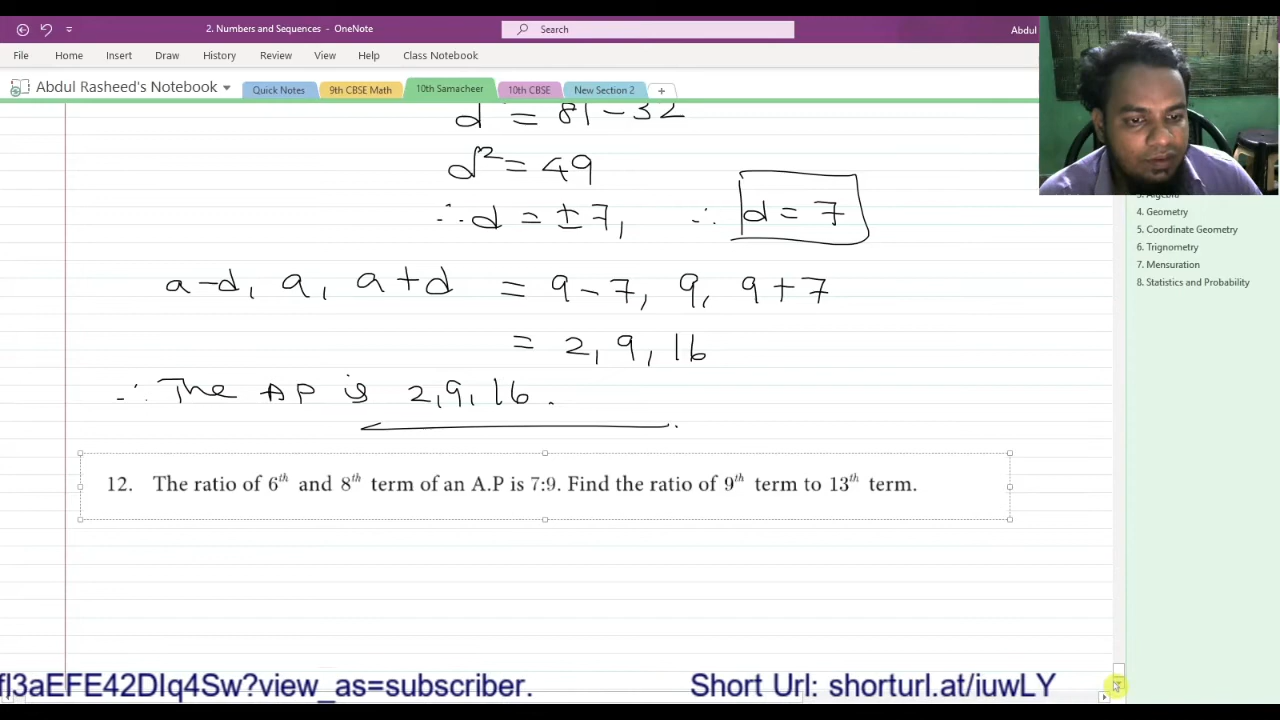 2. Numbers and Sequences - OneNote
Search
Abdul
File Home Insert Draw History Review View Help Class Notebook
Abdul Rasheed's Notebook
Quick Notes 9th CBSE Math 10th Samacheer 10th CBSE New Section 2 +
d = 81 - 32
d² = 49
∴ d = ±7, ∴ d = 7
a-d, a, a+d = 9-7, 9, 9+7
= 2, 9, 16
∴ The AP is 2, 9, 16.
12. The ratio of 6th and 8th term of an A.P is 7:9. Find the ratio of 9th term to 13th term.
3. Algebra
4. Geometry
5. Coordinate Geometry
6. Trignometry
7. Mensuration
8. Statistics and Probability
fl3aEFE42DIq4Sw?view_as=subscriber. Short Url: shorturl.at/iuwLY